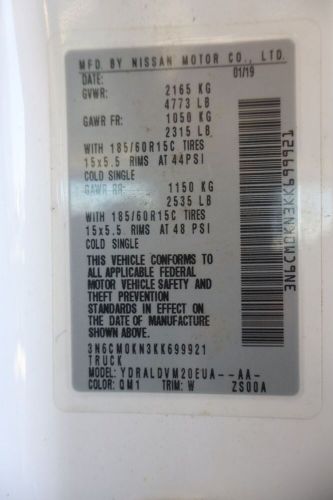 MFD. BY NISSAN MOTOR CO., LTD.
DATE: 01/19
GVWR: 2165 KG
4773 LB
GAWR FR: 1050 KG
2315 LB
WITH 185/60R15C TIRES
15x5.5 RIMS AT 44PSI
COLD SINGLE
GAWR RR: 1150 KG
2535 LB
WITH 185/60R15C TIRES
15x5.5 RIMS AT 48 PSI
COLD SINGLE
THIS VEHICLE CONFORMS TO
ALL APPLICABLE FEDERAL
MOTOR VEHICLE SAFETY AND
THEFT PREVENTION
STANDARDS IN EFFECT ON
THE DATE OF MANUFACTURE
SHOWN ABOVE.
3N6CM0KN3KK699921
TRUCK
MODEL: YDRALDVM20EUA--AA-
COLOR: QM1 TRIM: W ZS00A
3N6CM0KN3KK699921